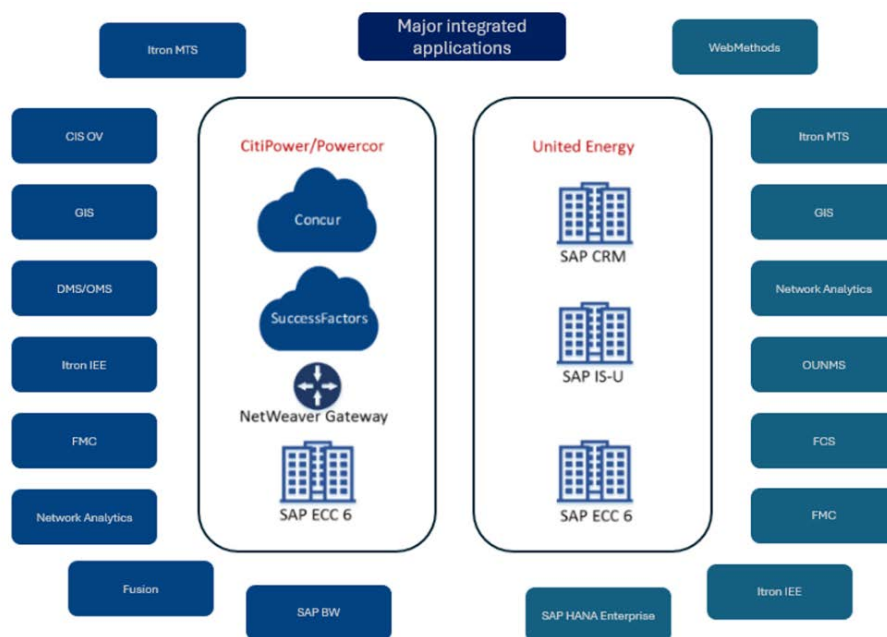 Major integrated
applications
Itron MTS
WebMethods
CIS OV
GIS
DMS/OMS
Itron IEE
FMC
Network Analytics
Fusion
SAP BW
CitiPower/Powercor
Concur
SuccessFactors
NetWeaver Gateway
SAP ECC 6
United Energy
SAP CRM
SAP IS-U
SAP ECC 6
Itron MTS
GIS
Network Analytics
OUNMS
FCS
FMC
Itron IEE
SAP HANA Enterprise